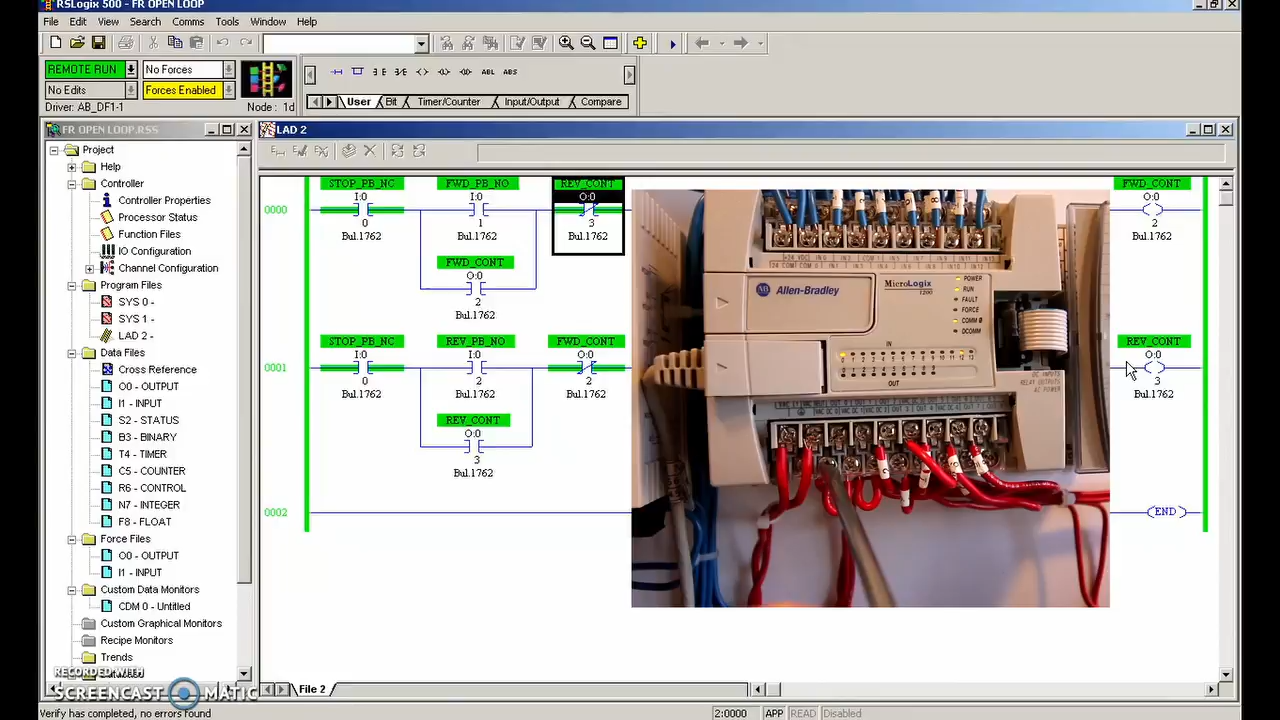 RSLogix 500 - FR OPEN LOOP
File Edit View Search Comms Tools Window Help
REMOTE RUN No Forces
No Edits Forces Enabled
Driver: AB_DF1-1 Node : 1d
ABL ABS
User Bit Timer/Counter Input/Output Compare
FR OPEN LOOP.RSS
Project
Help
Controller
Controller Properties
Processor Status
Function Files
IO Configuration
Channel Configuration
Program Files
SYS 0 -
SYS 1 -
LAD 2 -
Data Files
Cross Reference
O0 - OUTPUT
I1 - INPUT
S2 - STATUS
B3 - BINARY
T4 - TIMER
C5 - COUNTER
R6 - CONTROL
N7 - INTEGER
F8 - FLOAT
Force Files
O0 - OUTPUT
I1 - INPUT
Custom Data Monitors
CDM 0 - Untitled
Custom Graphical Monitors
Recipe Monitors
Trends
RECORDED WITH
SCREENCAST MATIC
LAD 2
STOP_PB_NC FWD_PB_NO REV_CONT FWD_CONT
I:0 I:0 O:0 O:0
0000
0 1 3 2
Bul.1762 Bul.1762 Bul.1762 Bul.1762
FWD_CONT
O:0
2
Bul.1762
STOP_PB_NC REV_PB_NO FWD_CONT REV_CONT
I:0 I:0 O:0 O:0
0001
0 2 2 3
Bul.1762 Bul.1762 Bul.1762 Bul.1762
REV_CONT
O:0
3
Bul.1762
0002 END
AB Allen-Bradley
MicroLogix
1200
POWER
RUN
FAULT
FORCE
COMM 0
DCOMM
IN
OUT
DC INPUTS
RELAY OUTPUTS
AC POWER
File 2
Verify has completed, no errors found 2:0000 APP READ Disabled